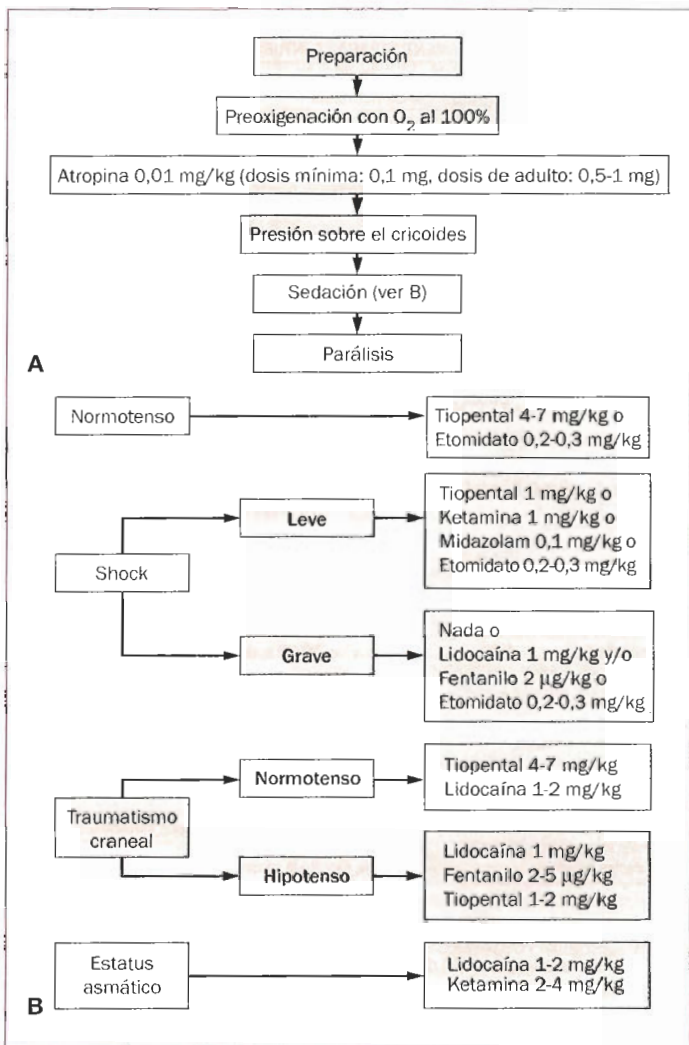 Preparación
Preoxigenación con O₂ al 100%
Atropina 0,01 mg/kg (dosis mínima: 0,1 mg, dosis de adulto: 0,5-1 mg)
Presión sobre el cricoides
Sedación (ver B)
Parálisis
A
Normotenso
Tiopental 4-7 mg/kg o
Etomidato 0,2-0,3 mg/kg
Shock
Leve
Tiopental 1 mg/kg o
Ketamina 1 mg/kg o
Midazolam 0,1 mg/kg o
Etomidato 0,2-0,3 mg/kg
Grave
Nada o
Lidocaína 1 mg/kg y/o
Fentanilo 2 µg/kg o
Etomidato 0,2-0,3 mg/kg
Traumatismo
craneal
Normotenso
Tiopental 4-7 mg/kg
Lidocaína 1-2 mg/kg
Hipotenso
Lidocaína 1 mg/kg
Fentanilo 2-5 µg/kg
Tiopental 1-2 mg/kg
Estatus
asmático
Lidocaína 1-2 mg/kg
Ketamina 2-4 mg/kg
B